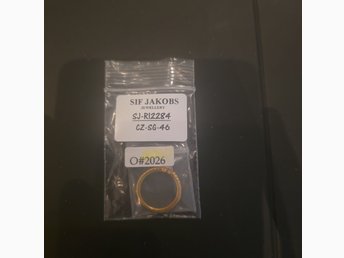 SIF JAKOBS
JEWELLERY
SJ-R12284
CZ-SG-46
O#2026